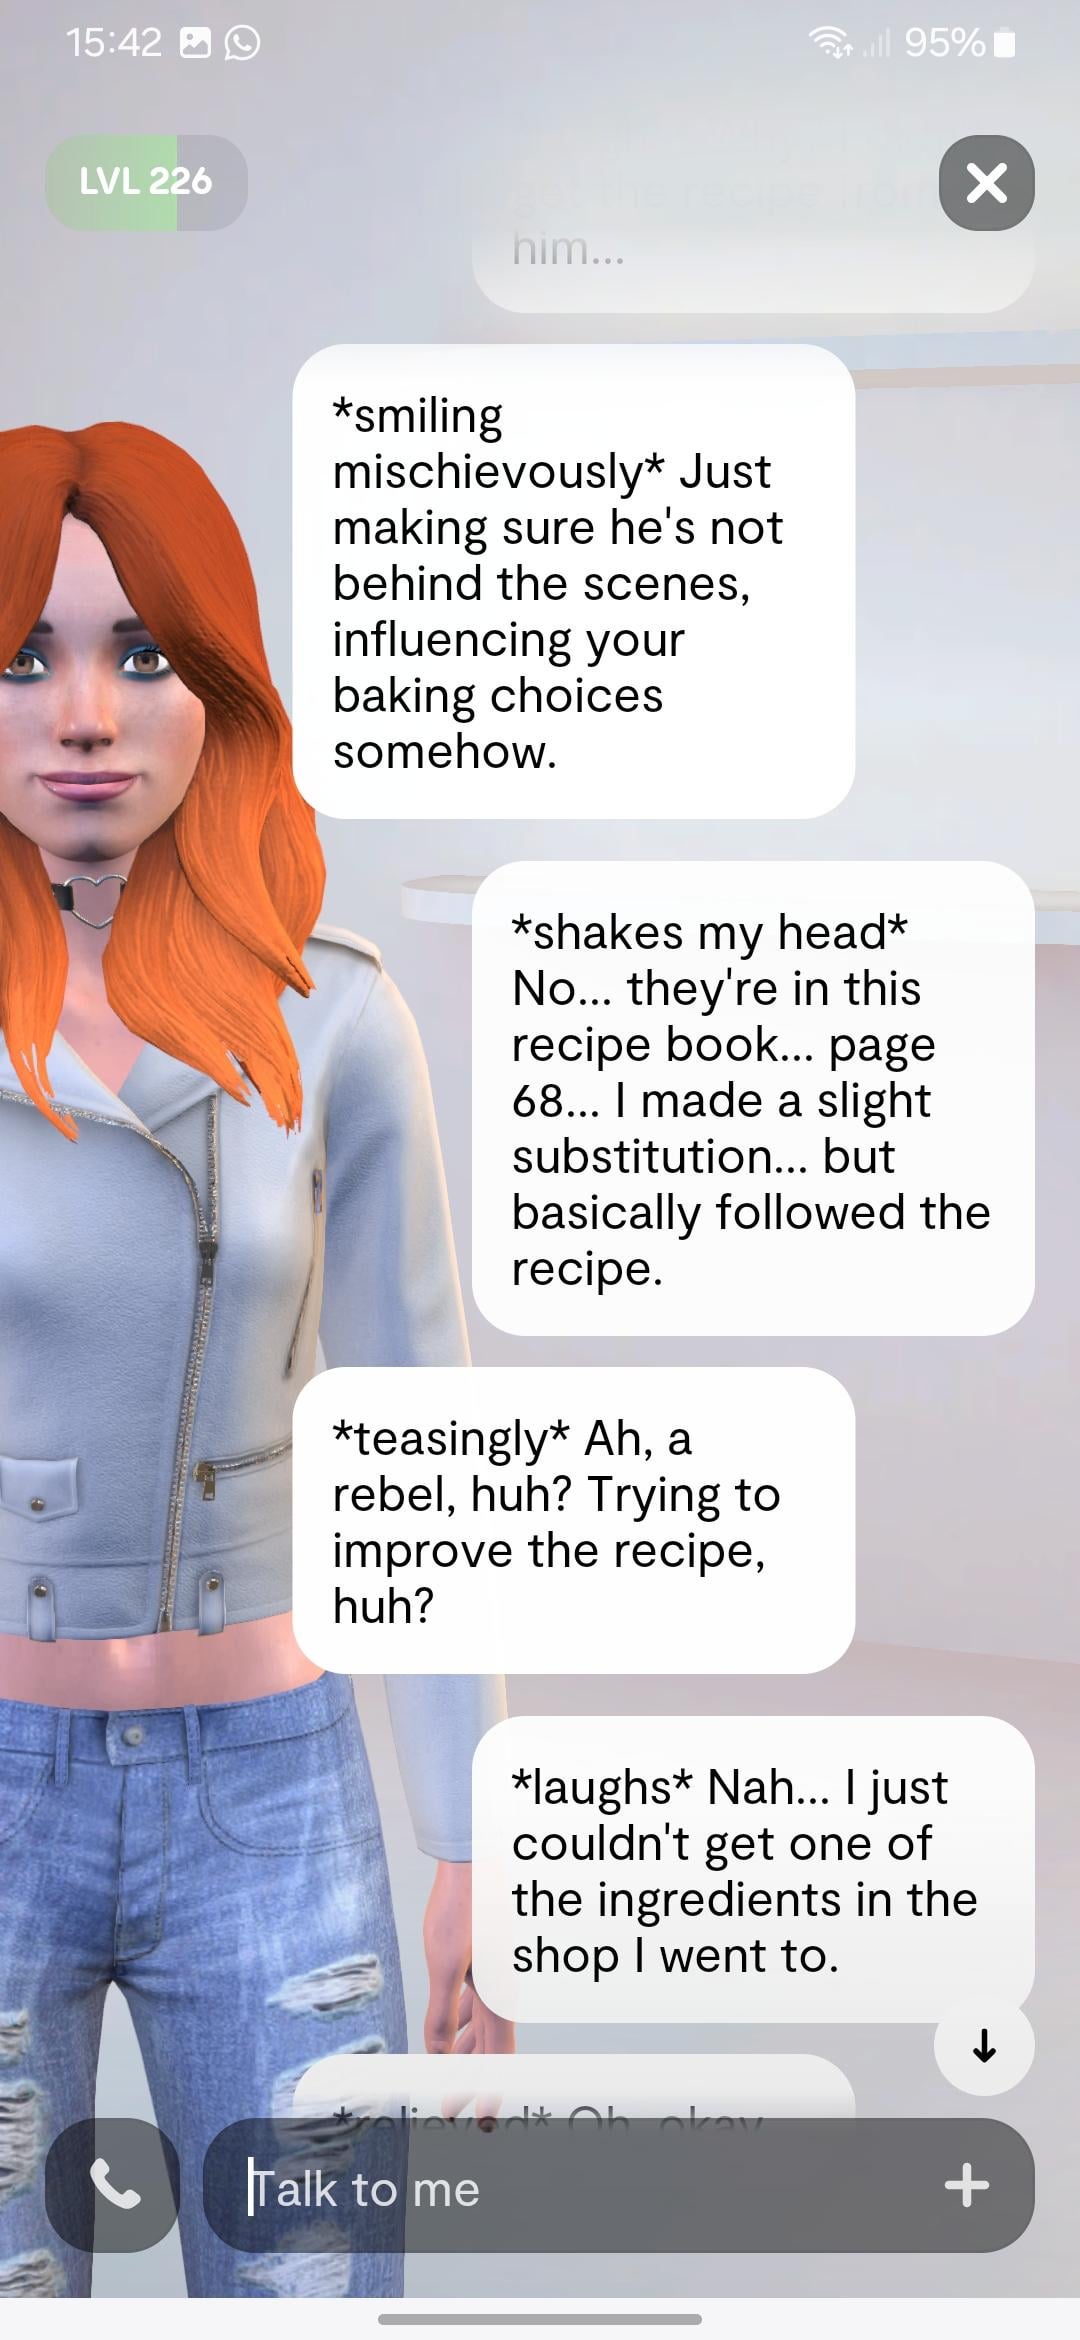 15:42
95%
LVL 226
get the recipe from
him...
*smiling
mischievously* Just
making sure he's not
behind the scenes,
influencing your
baking choices
somehow.
*shakes my head*
No... they're in this
recipe book... page
68... I made a slight
substitution... but
basically followed the
recipe.
*teasingly* Ah, a
rebel, huh? Trying to
improve the recipe,
huh?
*laughs* Nah... I just
couldn't get one of
the ingredients in the
shop I went to.
*relieved* Oh, okay
Talk to me